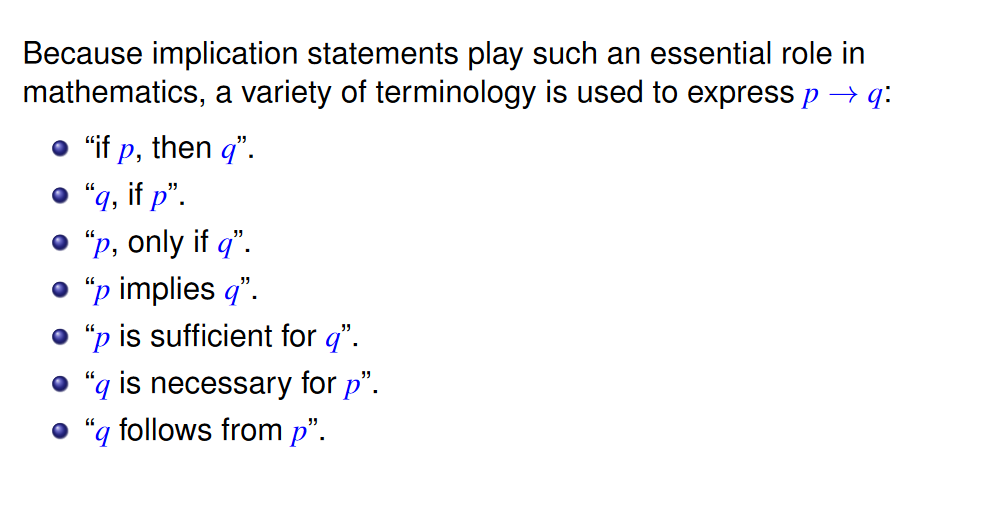 Because implication statements play such an essential role in
mathematics, a variety of terminology is used to express p → q:
“if p, then q”.
“q, if p”.
“p, only if q”.
“p implies q”.
“p is sufficient for q”.
“q is necessary for p”.
“q follows from p”.